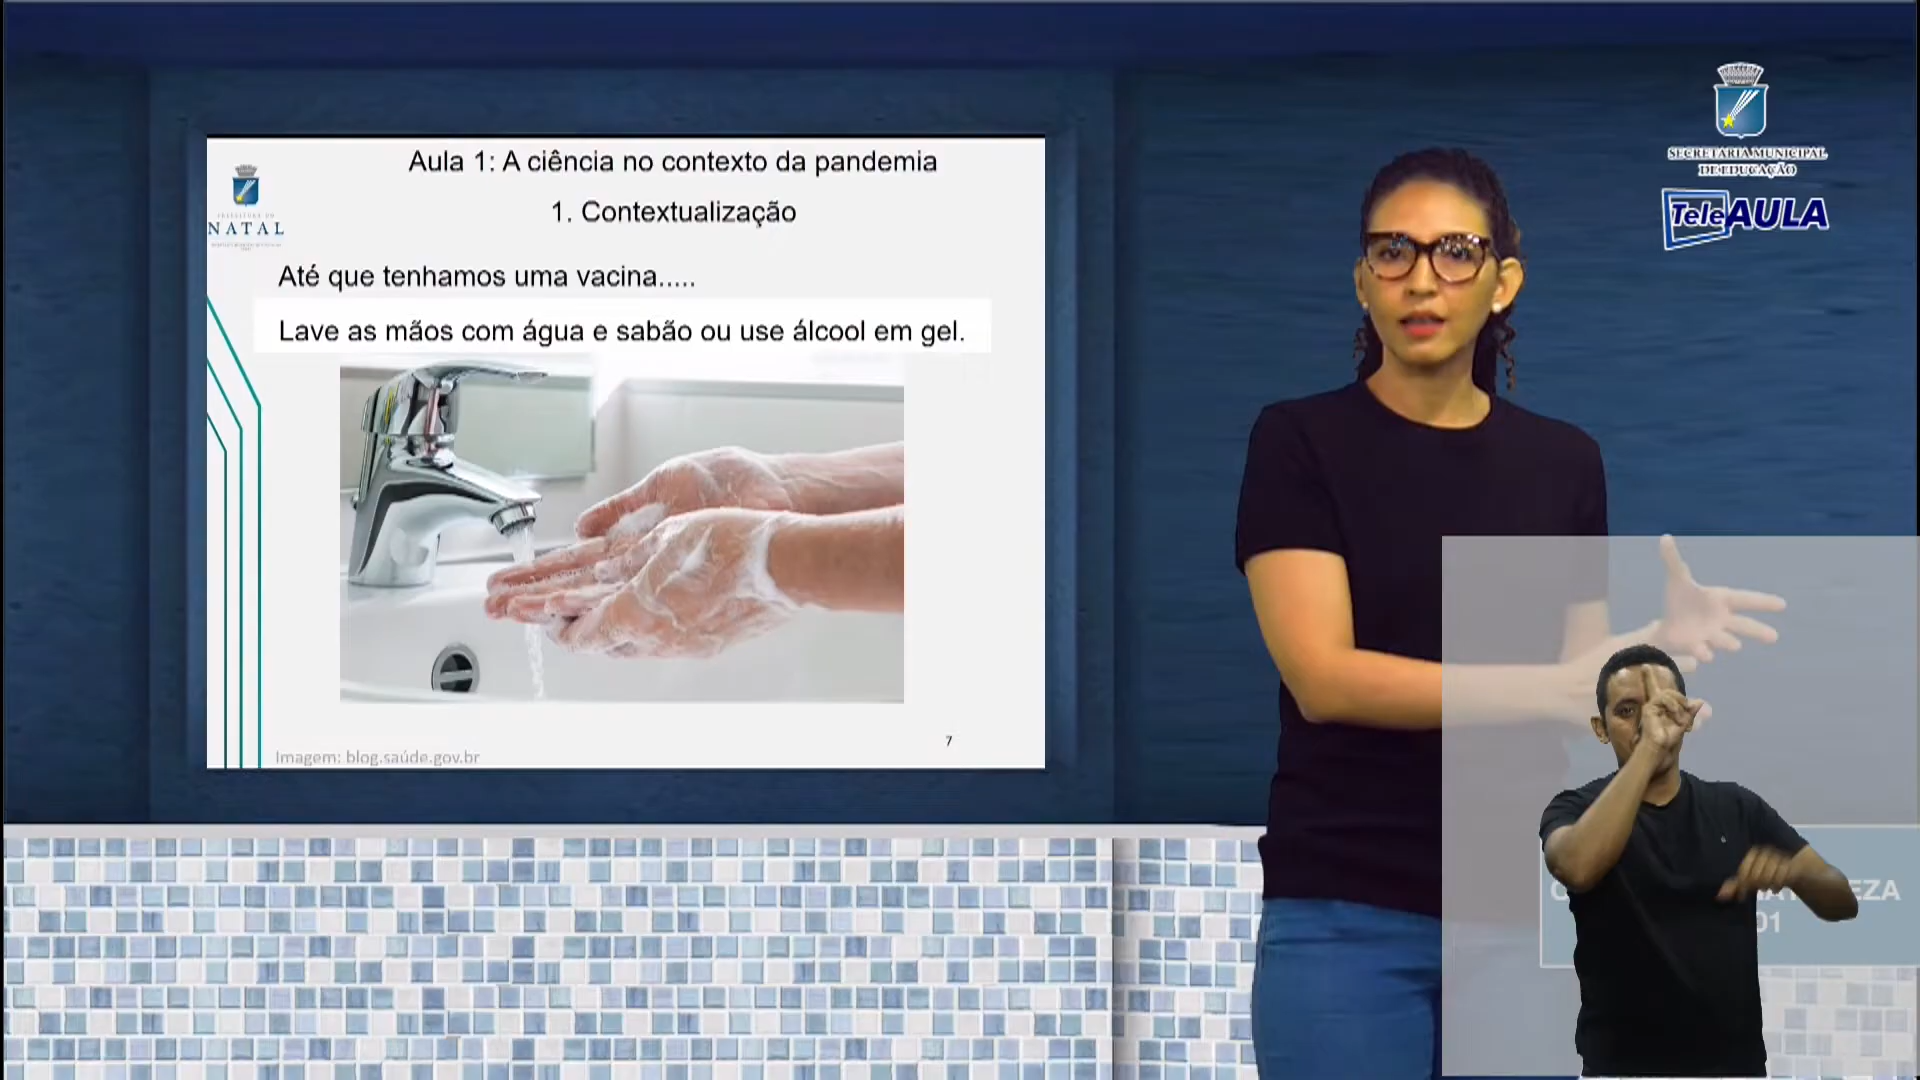 Aula 1: A ciência no contexto da pandemia
1. Contextualização
NATAL
Até que tenhamos uma vacina.....
Lave as mãos com água e sabão ou use álcool em gel.
Imagem: blog.saúde.gov.br
7
SECRETARIA MUNICIPAL
DE EDUCAÇÃO
TeleAULA
01